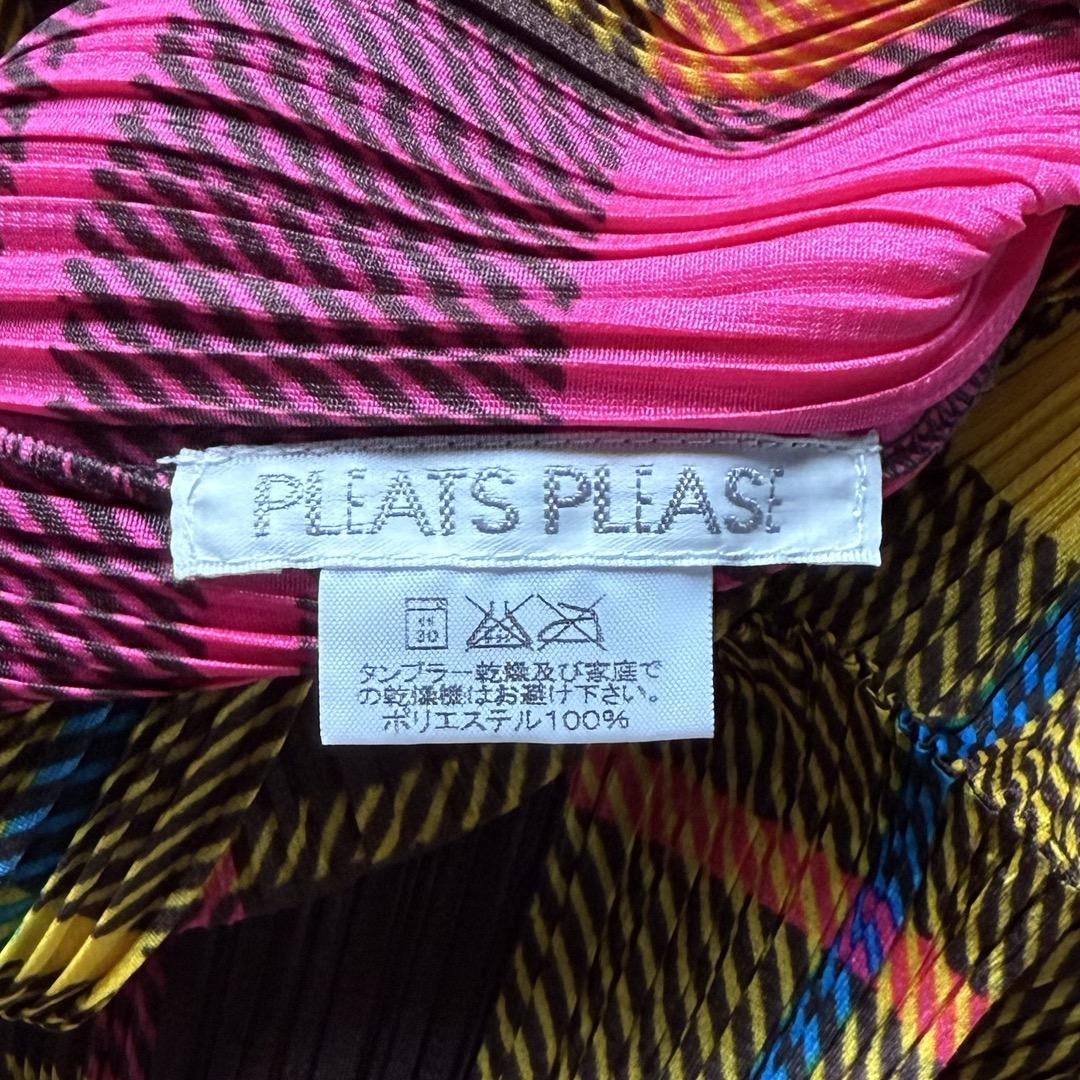 PLEATS PLEASE
30
タンブラー乾燥及び家庭で
の乾燥機はお避け下さい。
ポリエステル100%